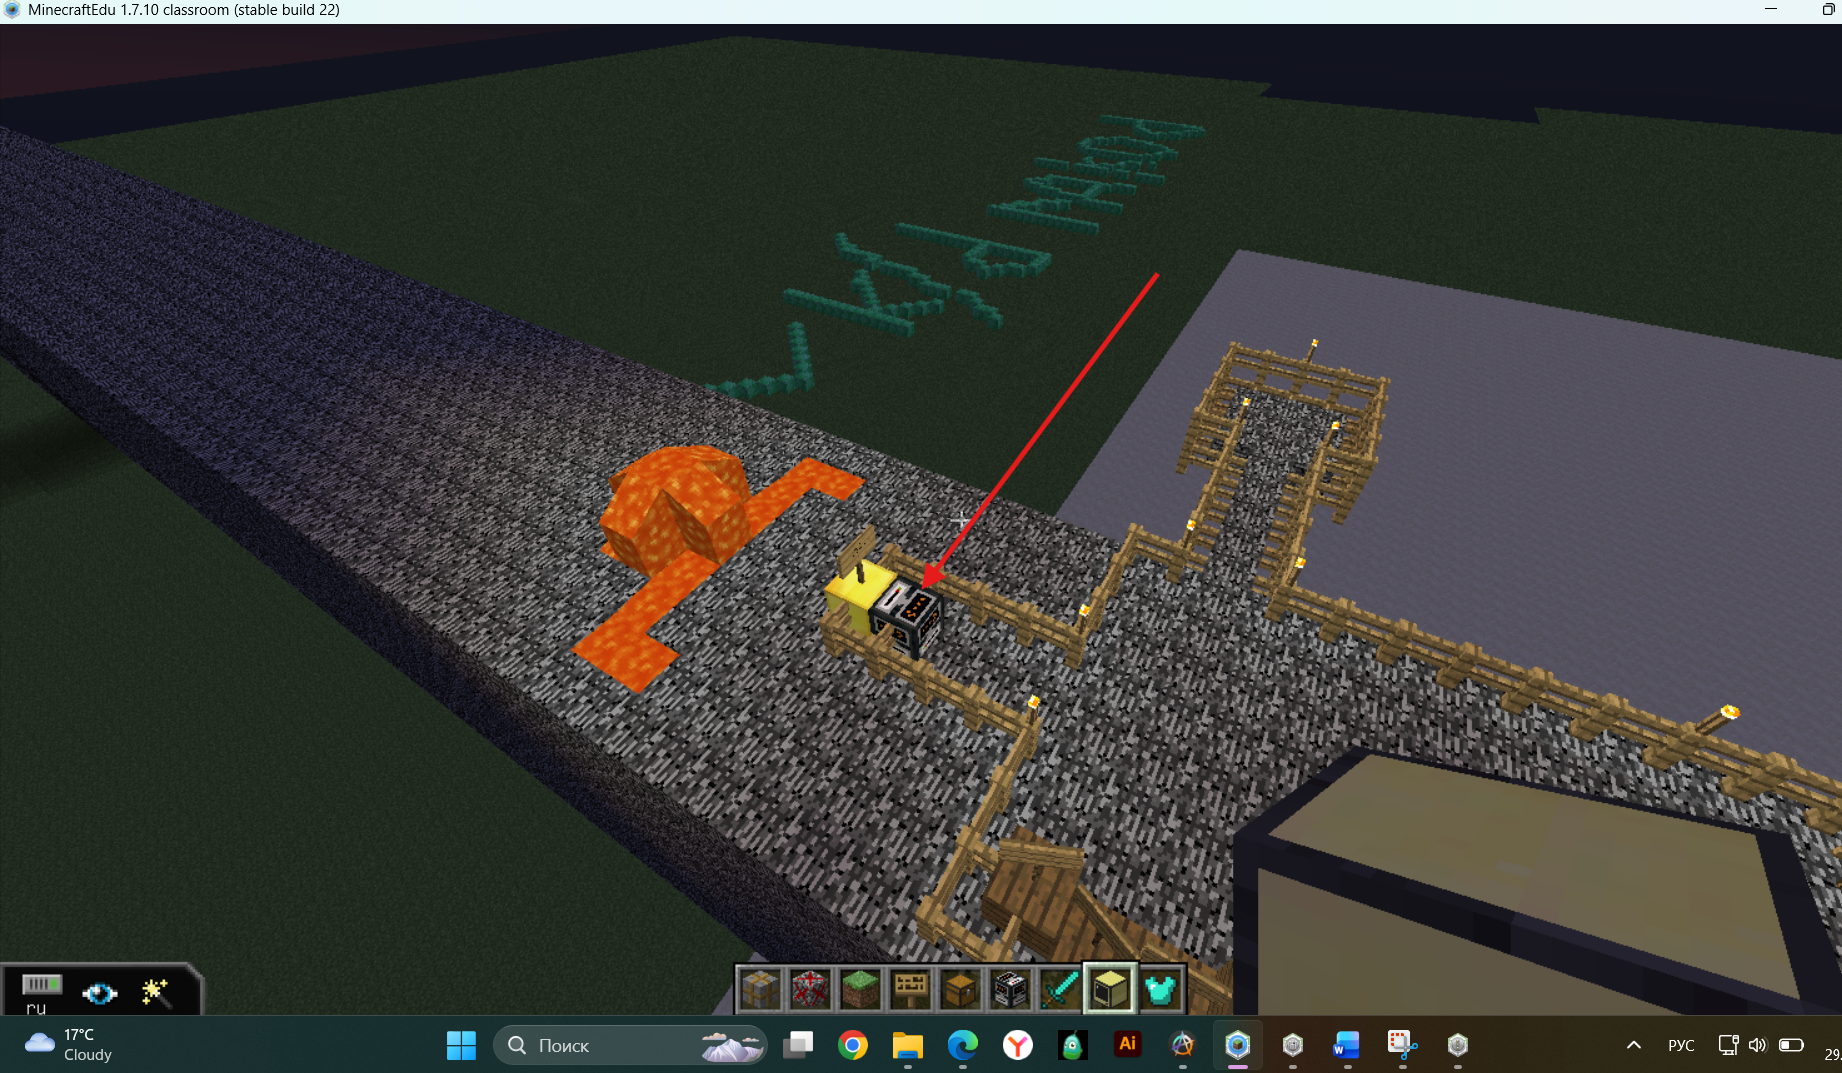 MinecraftEdu 1.7.10 classroom (stable build 22)
ru
17°C
Cloudy
Поиск
Ai
W
РУС
29.